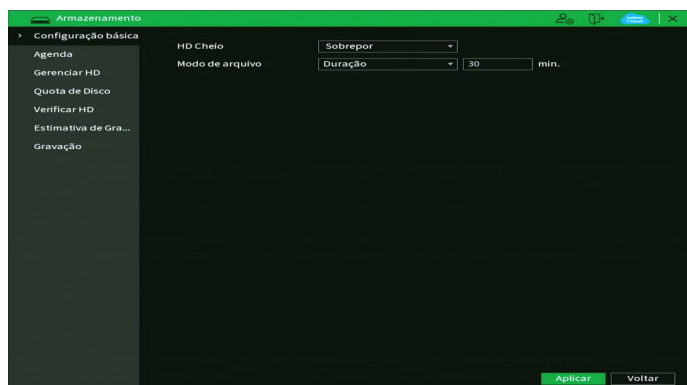 Armazenamento
Cloud
> Configuração básica
HD Cheio Sobrepor
Agenda
Modo de arquivo Duração 30 min.
Gerenciar HD
Quota de Disco
Verificar HD
Estimativa de Gra...
Gravação
Aplicar Voltar